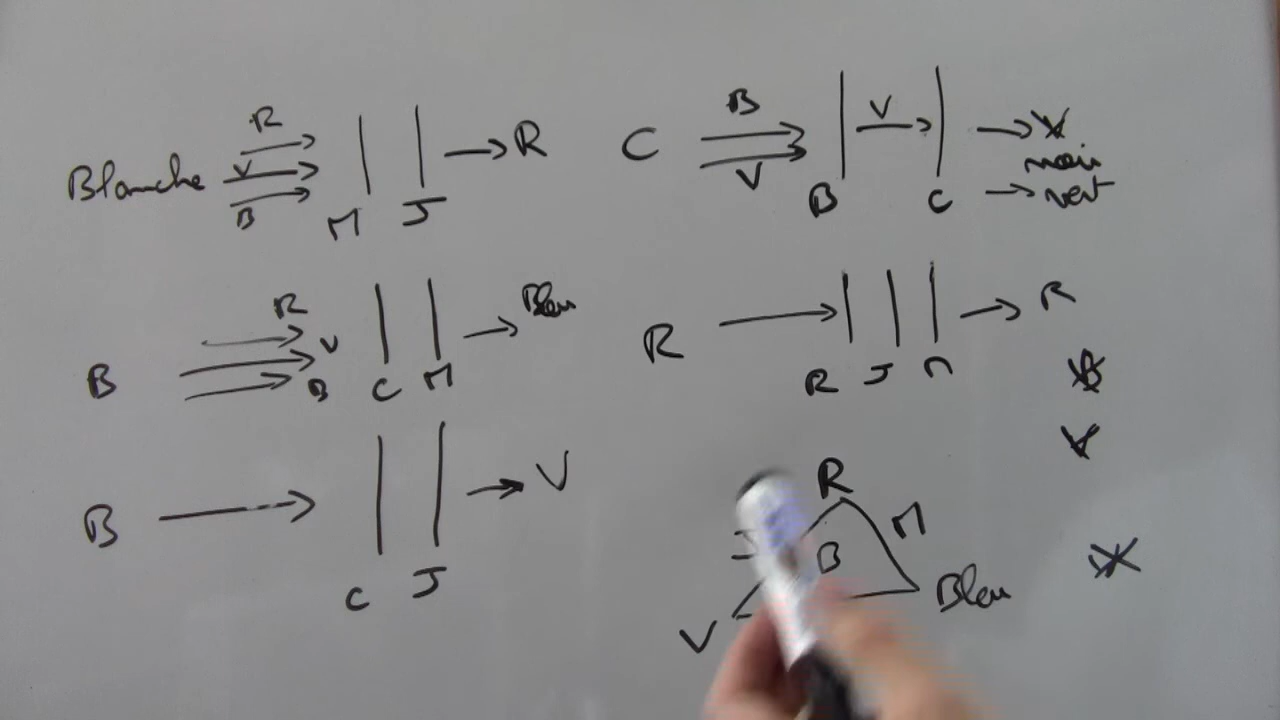 R
Blanche V → R
B
M J
B
C V → V
B C noir
→ vert
R
B V → Bleu
B C M
R → → R
R J M
B → → V
C J
R
J B M
V Bleu